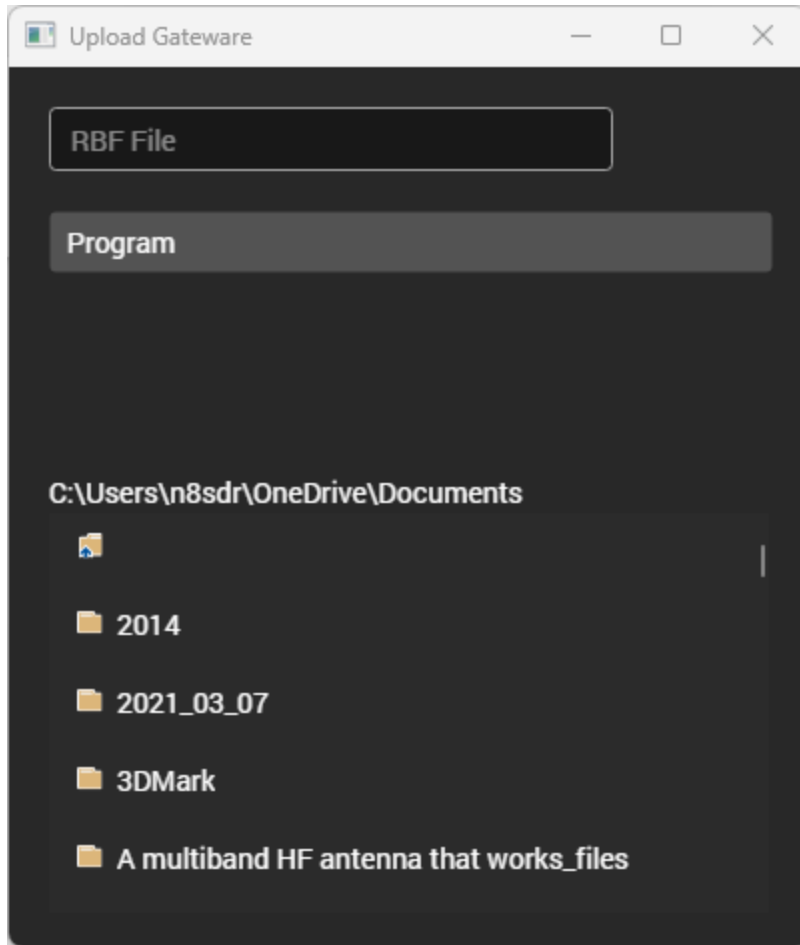 Upload Gateware
RBF File
Program
C:\Users\n8sdr\OneDrive\Documents
2014
2021_03_07
3DMark
A multiband HF antenna that works_files